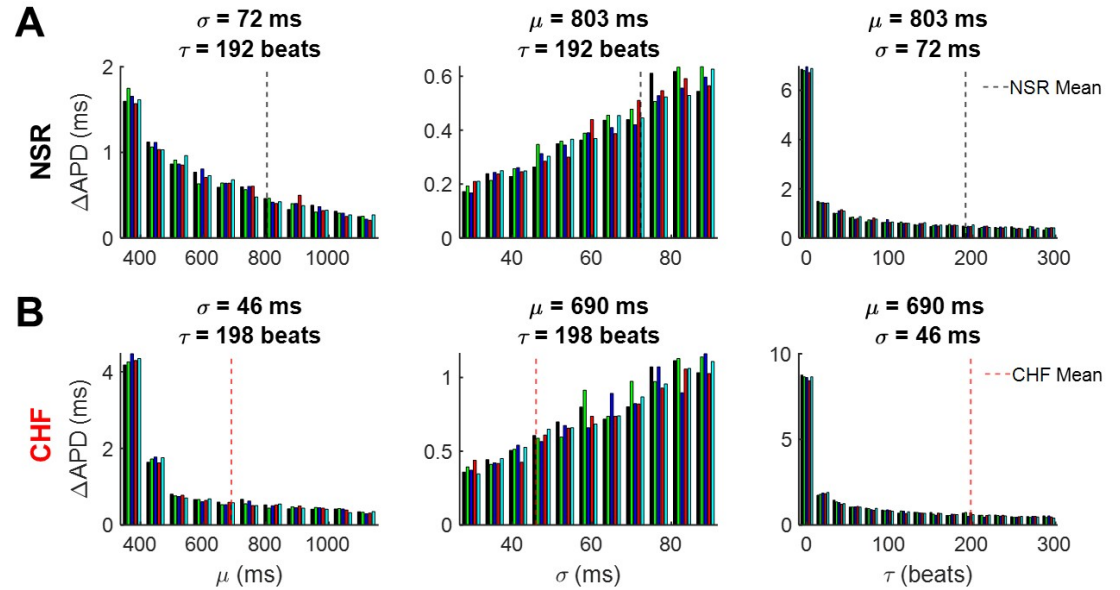 A
NSR
σ = 72 ms
τ = 192 beats
μ = 803 ms
τ = 192 beats
μ = 803 ms
σ = 72 ms
ΔAPD (ms)
2
1
0
400 600 800 1000
0.6
0.4
0.2
0
40 60 80
6
4
2
0
0 100 200 300
NSR Mean
B
CHF
σ = 46 ms
τ = 198 beats
μ = 690 ms
τ = 198 beats
μ = 690 ms
σ = 46 ms
ΔAPD (ms)
4
2
0
400 600 800 1000
μ (ms)
1
0.5
0
40 60 80
σ (ms)
10
5
0
0 100 200 300
τ (beats)
CHF Mean